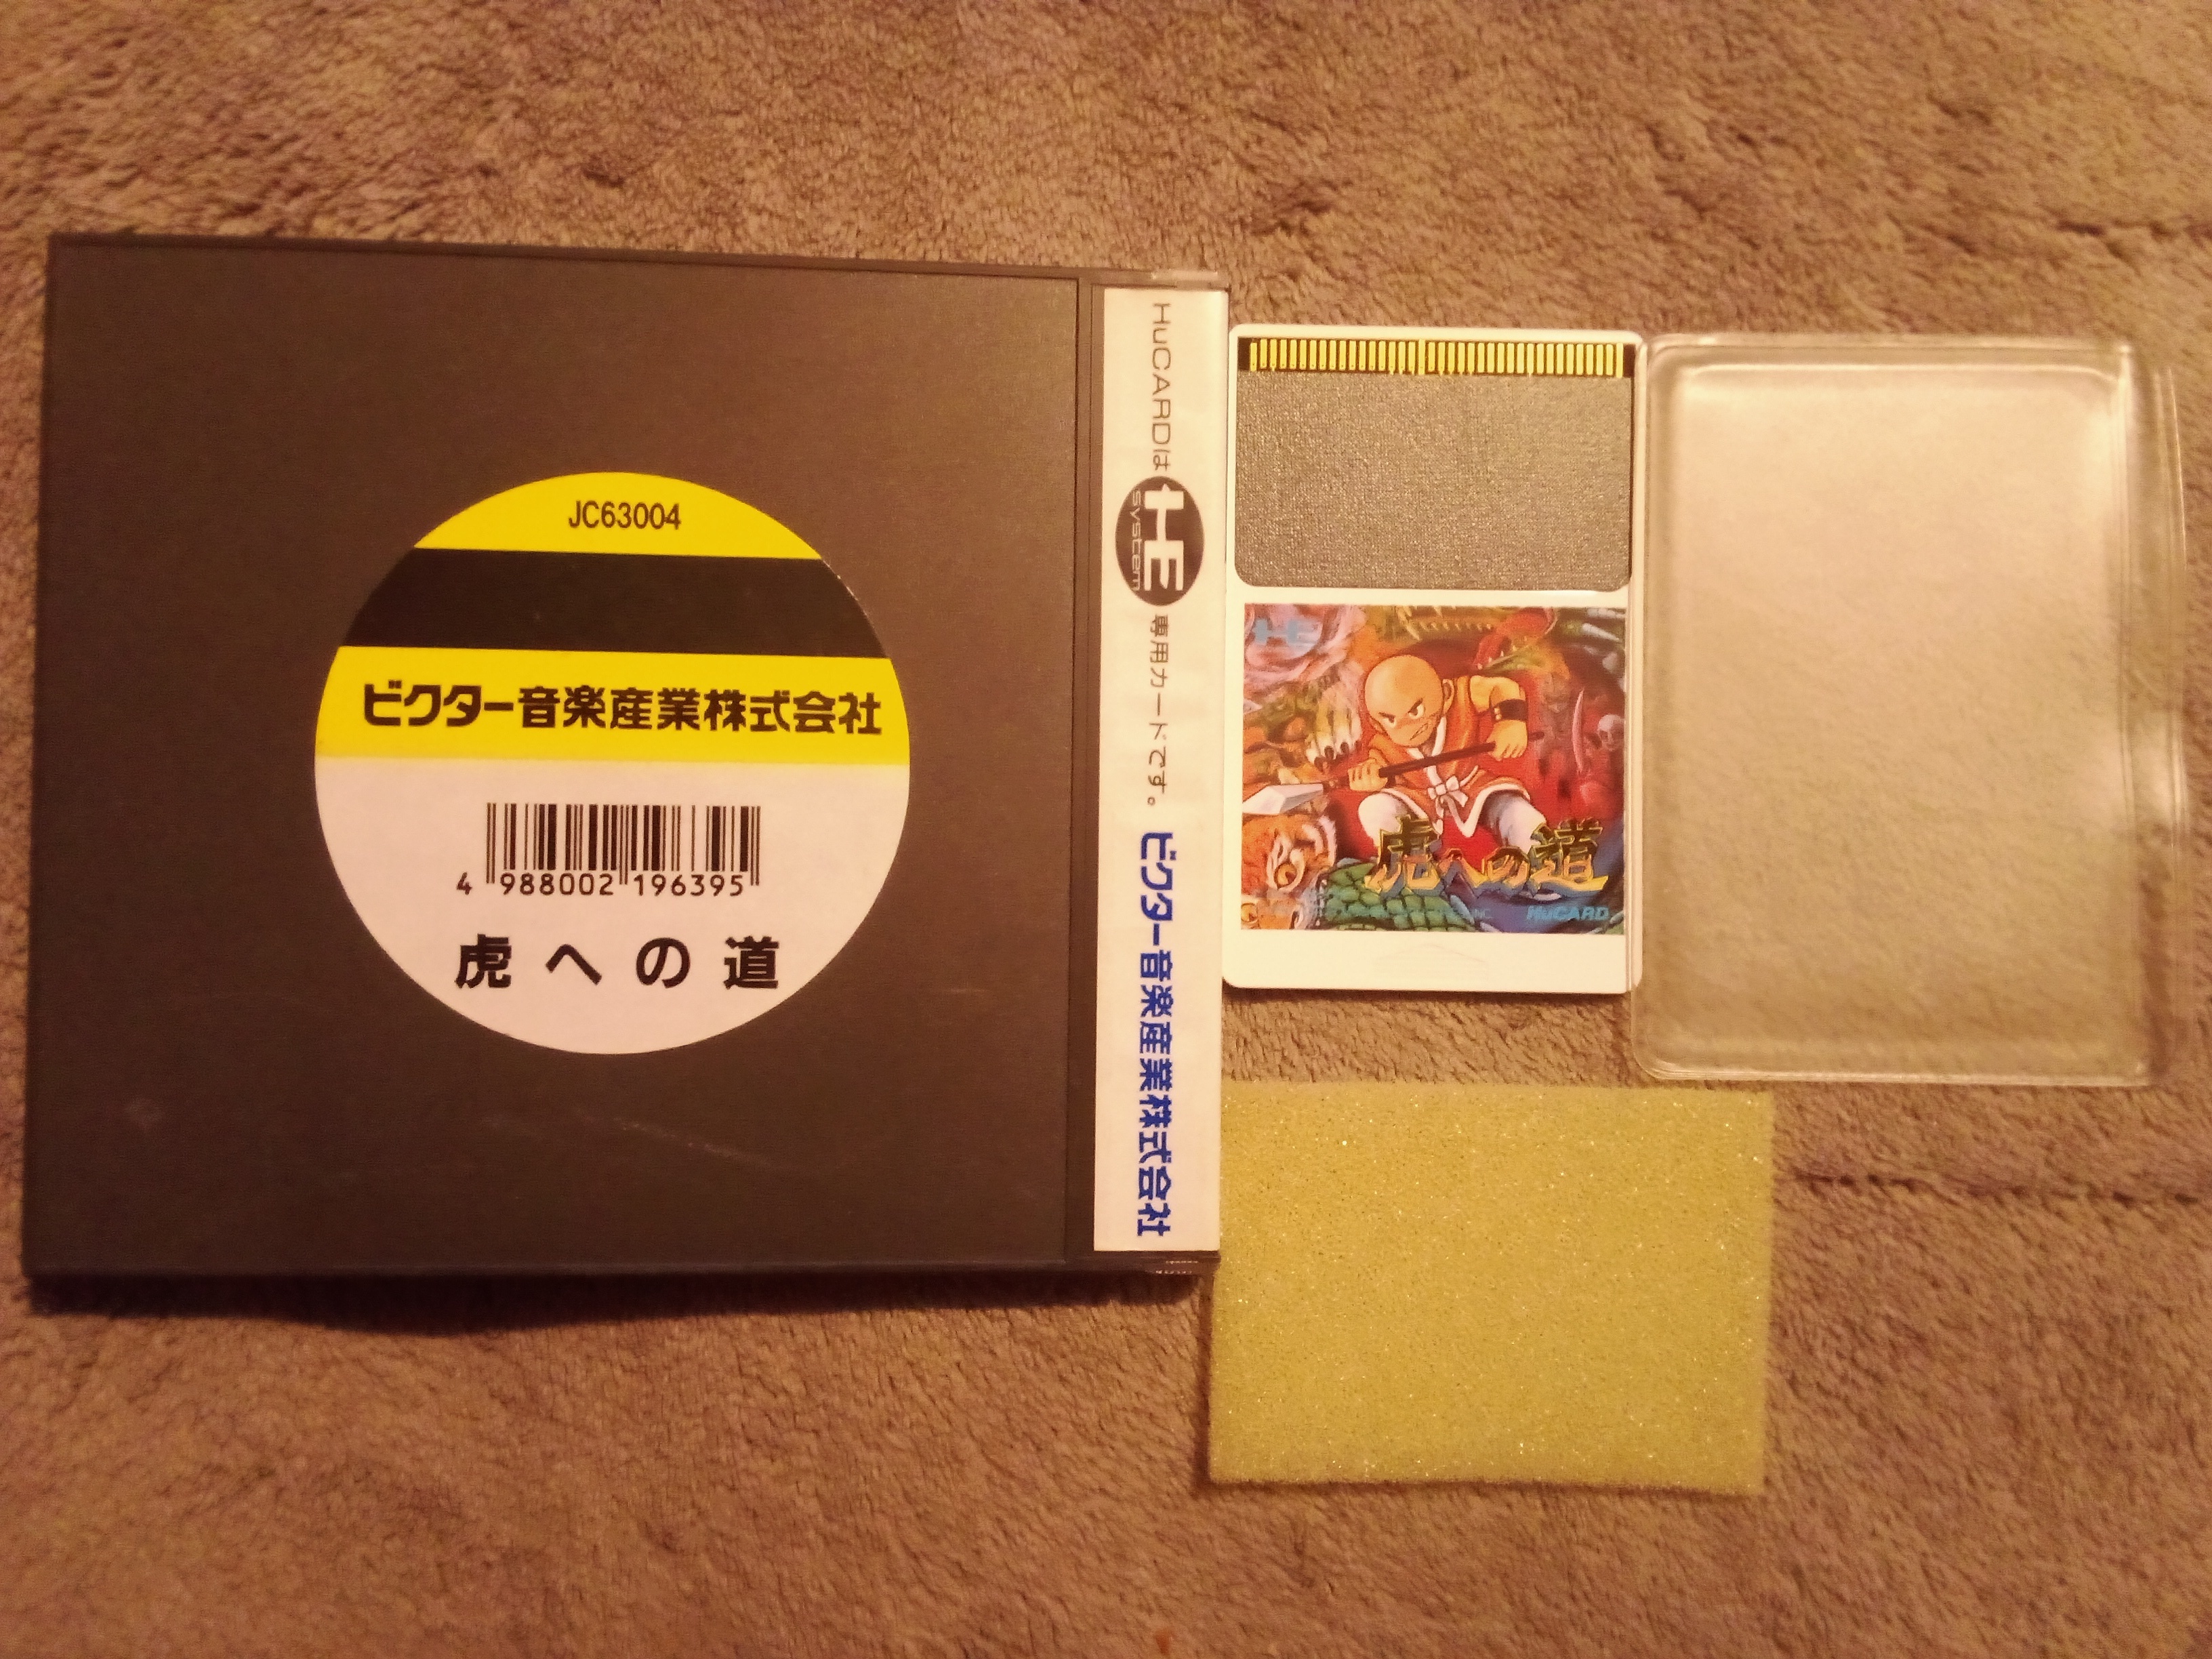 JC63004
ビクター音楽産業株式会社
4 988002 196395
虎への道
HuCARDは HE system 専用カードです。 ビクター音楽産業株式会社
HE
虎への道
HuCARD